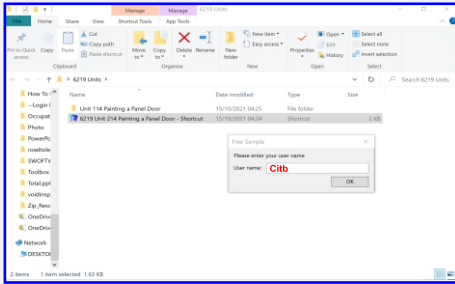 Manage Manage 6219 Units
File Home Share View Shortcut Tools App Tools
Pin to Quick access Copy Paste Cut Copy path Paste shortcut Move to Copy to Delete Rename New folder New item Easy access Properties Open Edit History Select all Select none Invert selection
Clipboard Organise New Open Select
6219 Units Search 6219 Units
Name Date modified Type Size
How To
--Login I
Unit 114 Painting a Panel Door 15/10/2021 04:25 File folder
Occupat
6219 Unit 214 Painting a Panel Door - Shortcut 15/10/2021 04:24 Shortcut 2 KB
Photo
PowerPo
roadtole
SWOFTI
Toolbox
Total.ppt
voidinsp
Zip_Resc
OneDriv
OneDriv
Network
DESKTO
Free Sample
Please enter your user name
User name: Citb
OK
2 items 1 item selected 1.63 KB